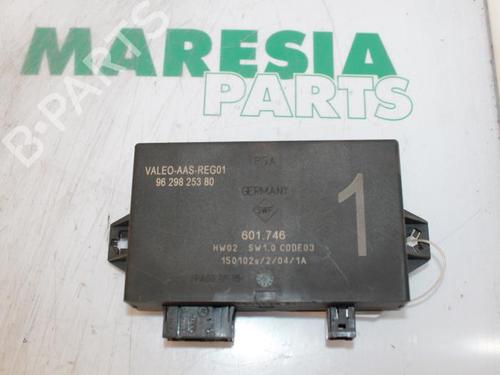 MARESIA
PARTS
B-PARTS
VALEO-AAS-REG01
96 298 253 80
PSA
GERMANY
SWF
601.746
HW02 SW1.0 CODE03
150102s/2/04/1A
1